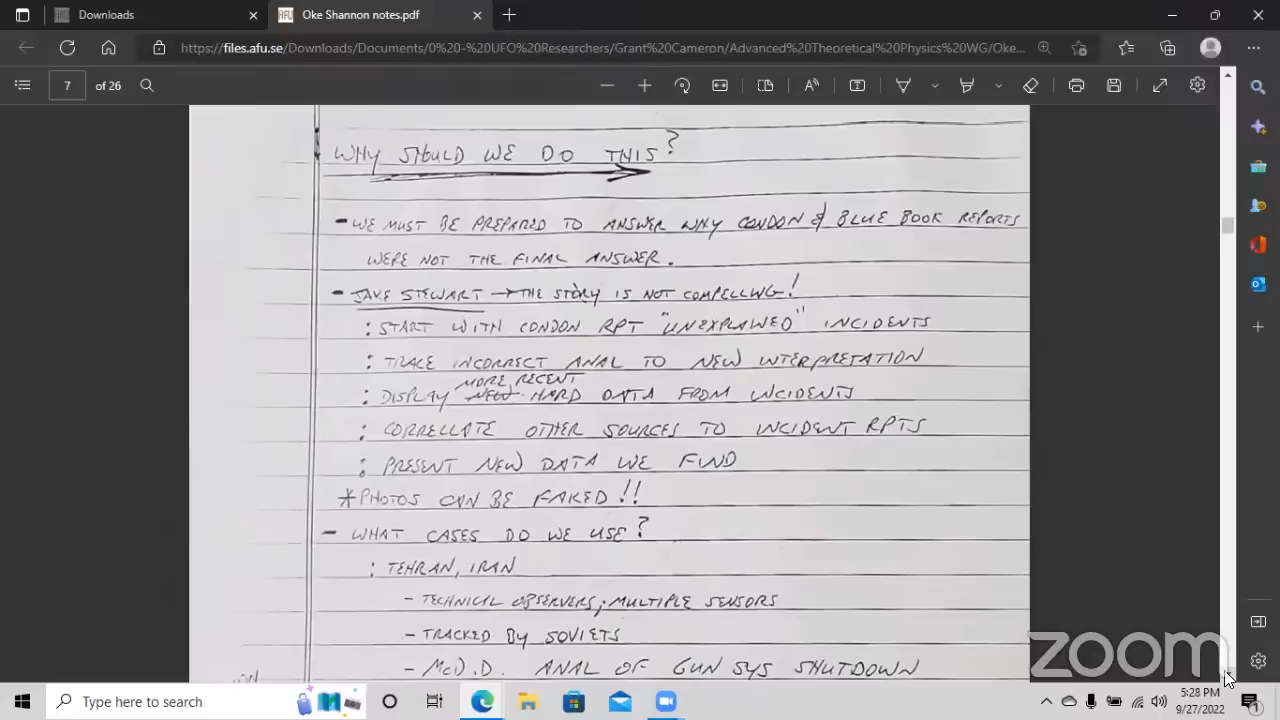 Downloads
Oke Shannon notes.pdf
https://files.afu.se/Downloads/Documents/0%20-%20UFO%20Researchers/Grant%20Cameron/Advanced%20Theoretical%20Physics%20WG/Oke...
7 of 26
WHY SHOULD WE DO THIS?
- WE MUST BE PREPARED TO ANSWER WHY CONDON & BLUE BOOK REPORTS
WERE NOT THE FINAL ANSWER.
- JAKE STEWART → THE STORY IS NOT COMPELLING!
: START WITH CONDON RPT "UNEXPLAINED" INCIDENTS
: TRACE INCORRECT ANAL TO NEW INTERPRETATION
MORE RECENT
: DISPLAY NEW HARD DATA FROM INCIDENTS
: CORRELLATE OTHER SOURCES TO INCIDENT RPTS
: PRESENT NEW DATA WE FIND
* PHOTOS CAN BE FAKED!!
- WHAT CASES DO WE USE?
: TEHRAN, IRAN
- TECHNICAL OBSERVERS; MULTIPLE SENSORS
- TRACKED BY SOVIETS
- McD.D. ANAL OF GUN SYS SHUTDOWN
zoom
Type here to search
5:28 PM
9/27/2022